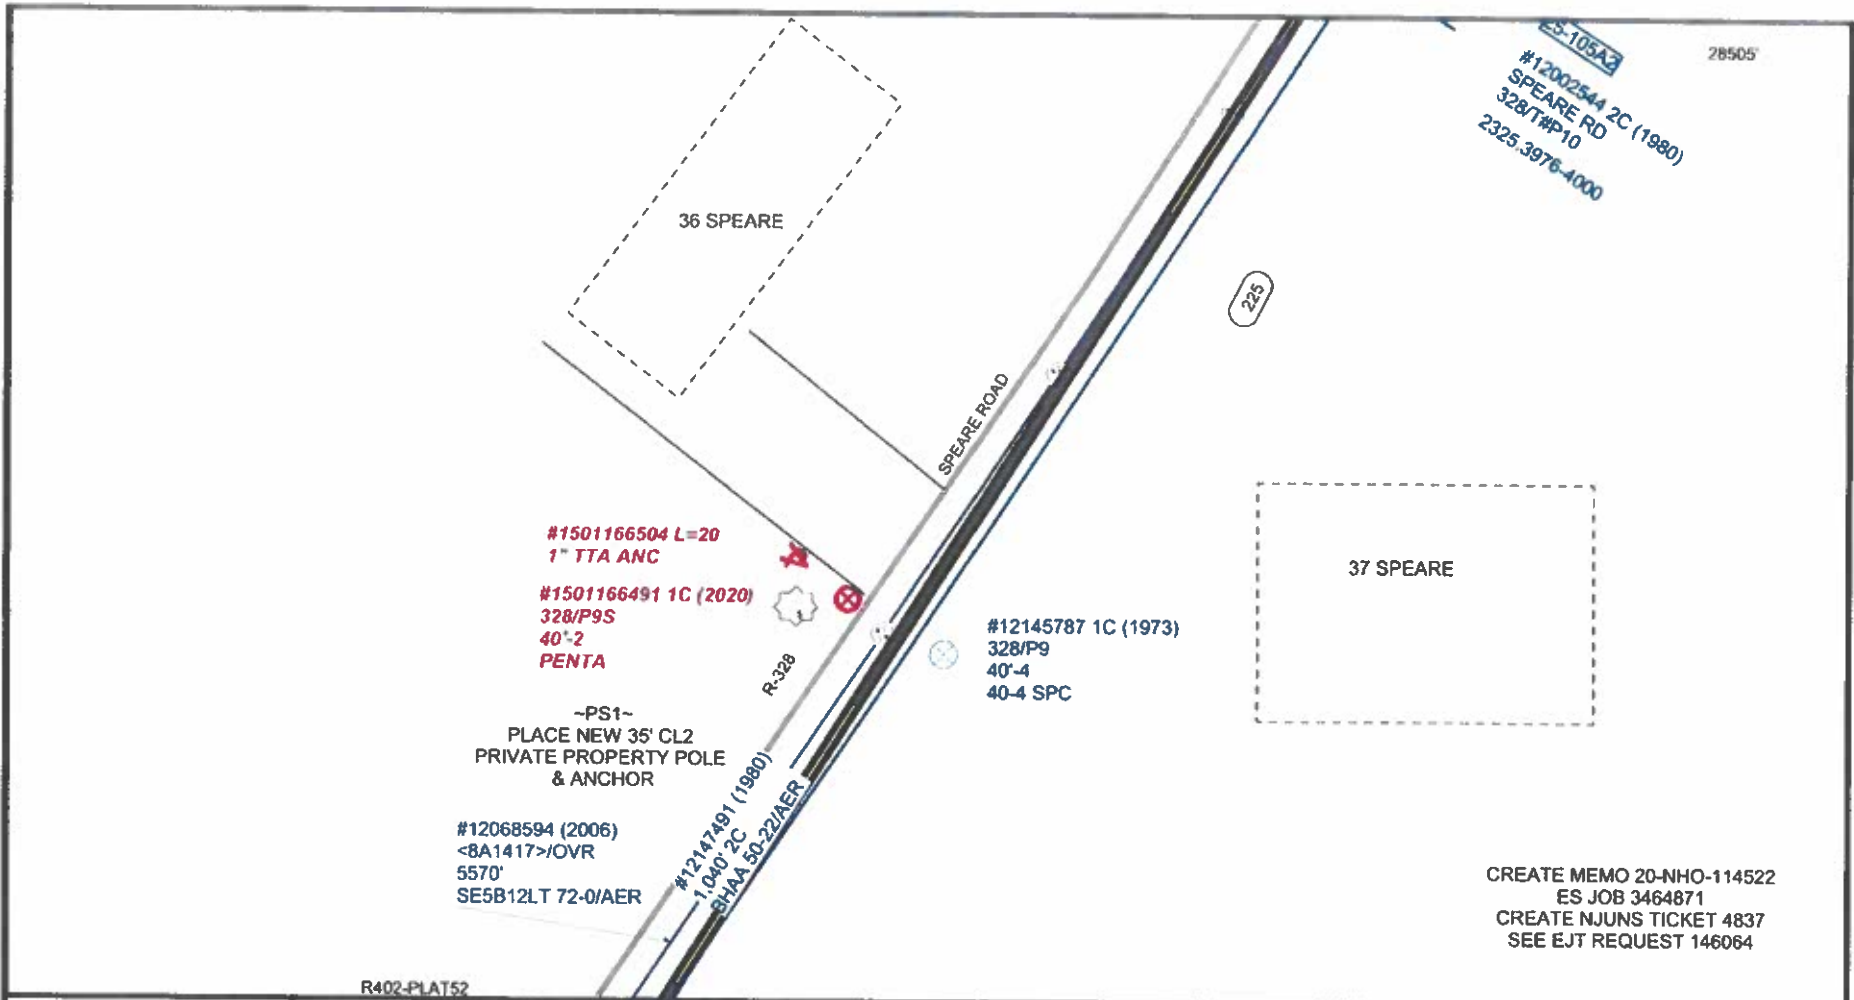 25-105A2
#12002544 2C (1980)
SPEARE RD
328/T#P10
2325.3976-4000
28505'
36 SPEARE
225
SPEARE ROAD
#1501166504 L=20
1" TTA ANC
#1501166491 1C (2020)
328/P9S
40'-2
PENTA
37 SPEARE
#12145787 1C (1973)
328/P9
40'-4
40-4 SPC
R-328
~PS1~
PLACE NEW 35' CL2
PRIVATE PROPERTY POLE
& ANCHOR
#12147491 (1980)
1,040' 2C
BHAA 50-22/AER
#12068594 (2006)
<8A1417>/OVR
5570'
SE5B12LT 72-0/AER
CREATE MEMO 20-NHO-114522
ES JOB 3464871
CREATE NJUNS TICKET 4837
SEE EJT REQUEST 146064
R402-PLAT52